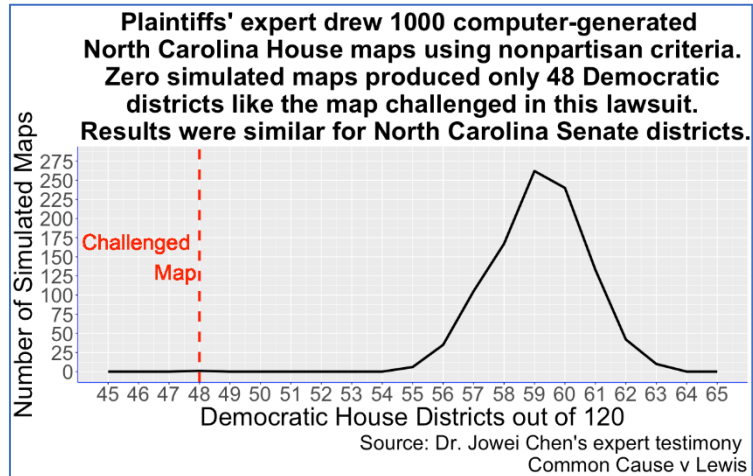 Plaintiffs' expert drew 1000 computer-generated
North Carolina House maps using nonpartisan criteria.
Zero simulated maps produced only 48 Democratic
districts like the map challenged in this lawsuit.
Results were similar for North Carolina Senate districts.
Number of Simulated Maps
275
250
225
200
175
150
125
100
75
50
25
0
Challenged
Map
45 46 47 48 49 50 51 52 53 54 55 56 57 58 59 60 61 62 63 64 65
Democratic House Districts out of 120
Source: Dr. Jowei Chen's expert testimony
Common Cause v Lewis